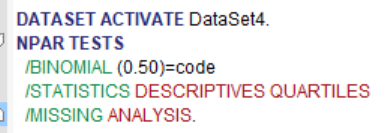 DATASET ACTIVATE DataSet4.
NPAR TESTS
/BINOMIAL (0.50)=code
/STATISTICS DESCRIPTIVES QUARTILES
/MISSING ANALYSIS.